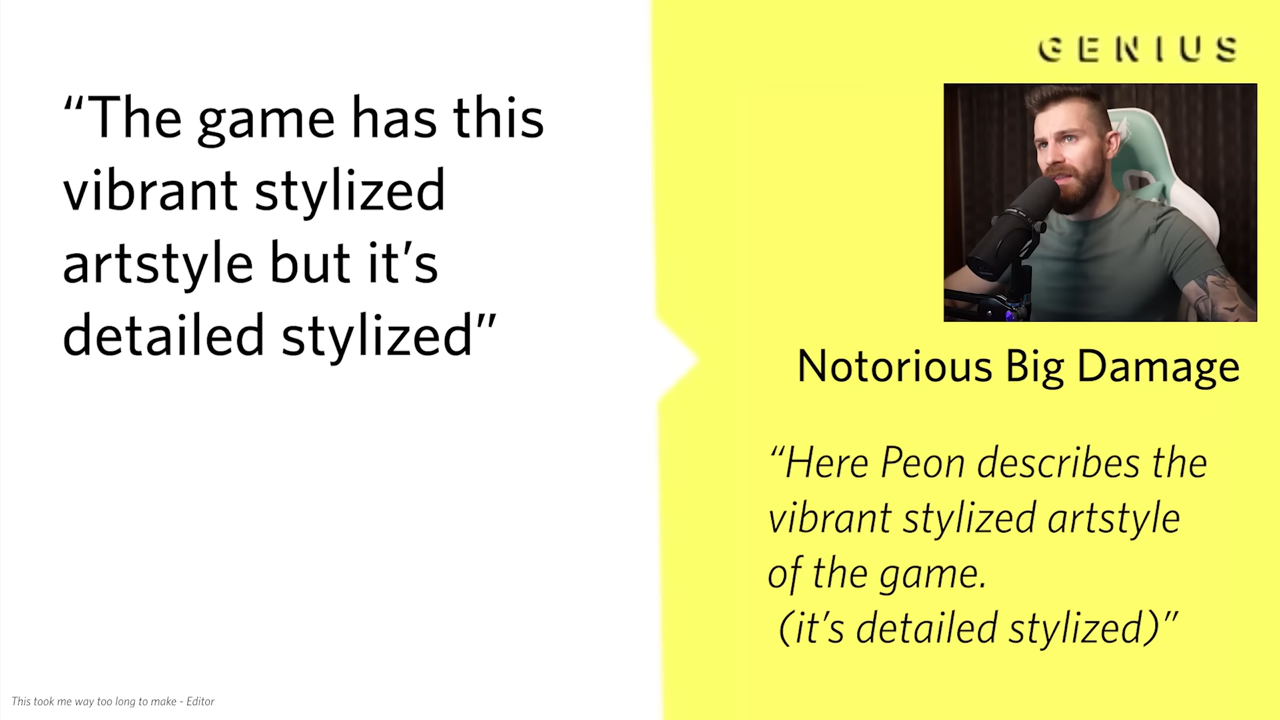 “The game has this
vibrant stylized
artstyle but it’s
detailed stylized”
GENIUS
Notorious Big Damage
“Here Peon describes the
vibrant stylized artstyle
of the game.
(it’s detailed stylized)”
This took me way too long to make - Editor